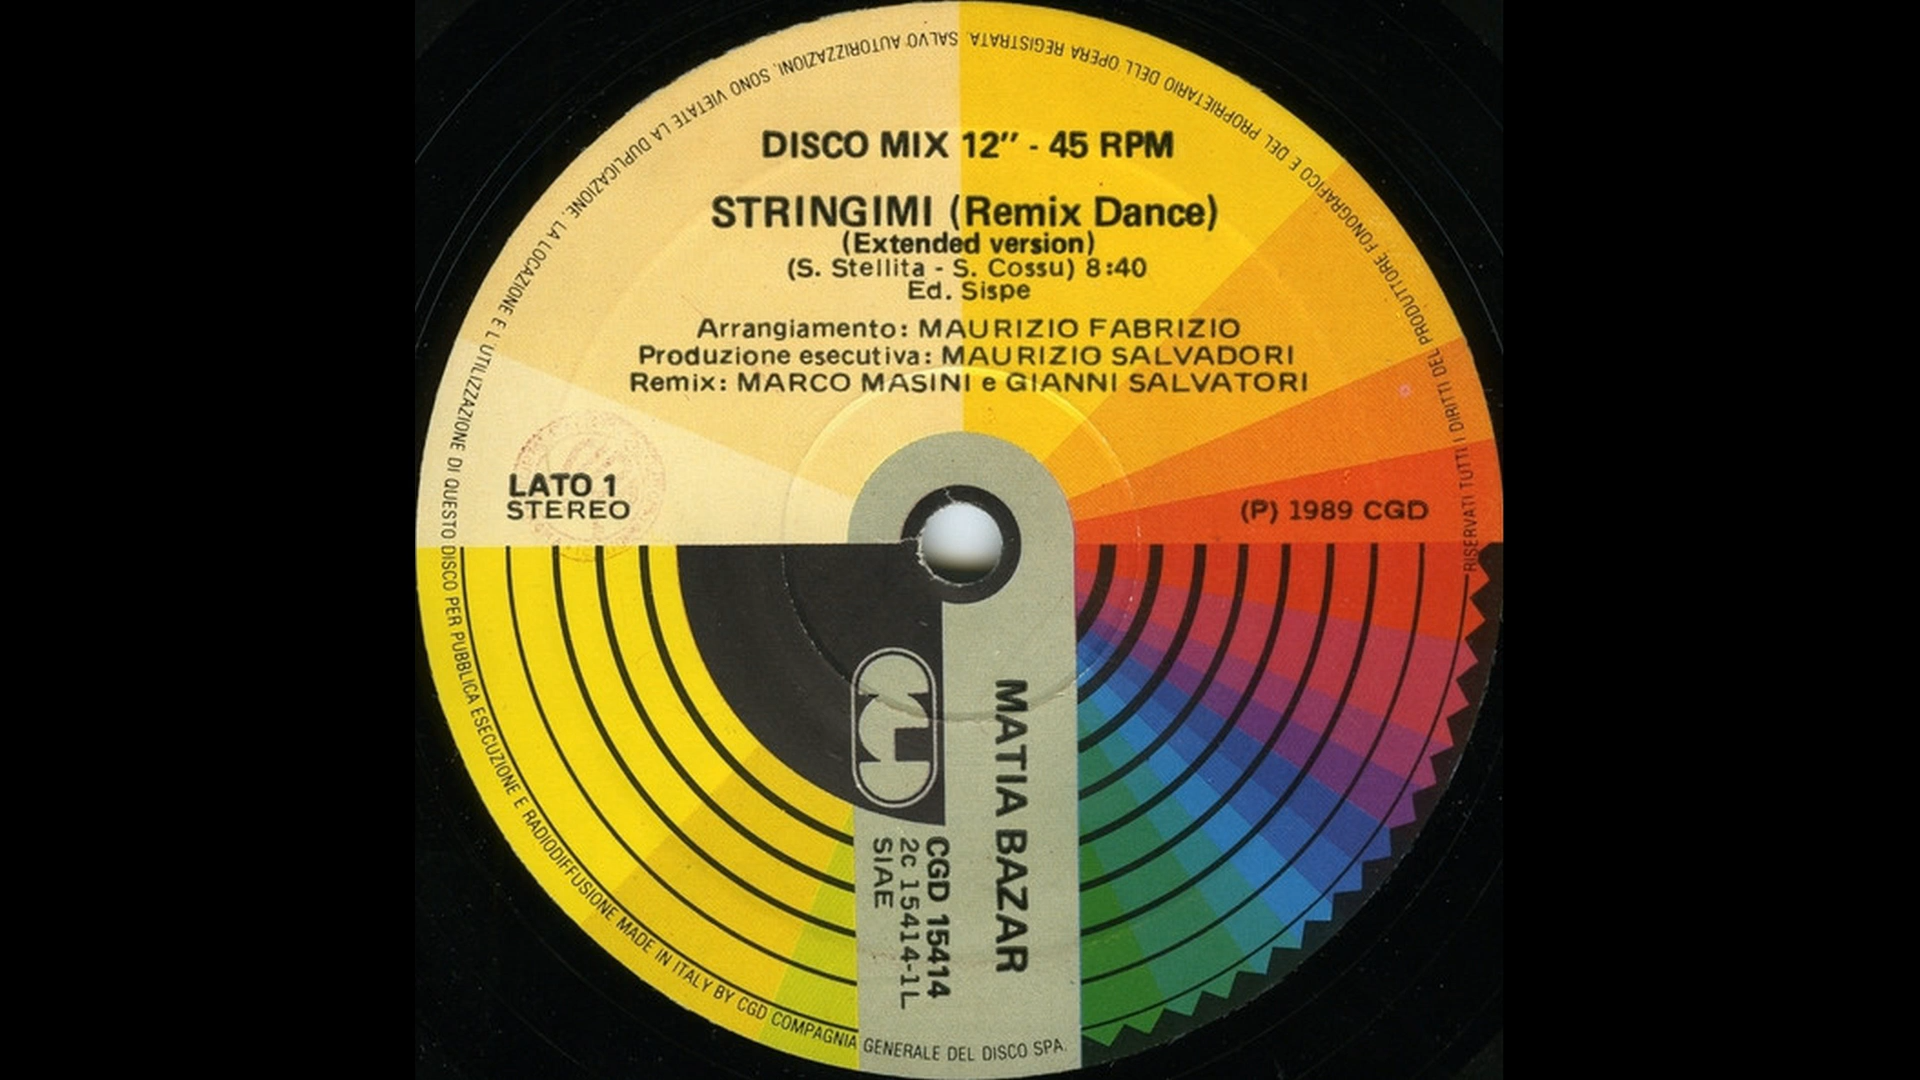 DISCO MIX 12" - 45 RPM
STRINGIMI (Remix Dance)
(Extended version)
(S. Stellita - S. Cossu) 8:40
Ed. Sispe
Arrangiamento: MAURIZIO FABRIZIO
Produzione esecutiva: MAURIZIO SALVADORI
Remix: MARCO MASINI e GIANNI SALVATORI
LATO 1
STEREO
(P) 1989 CGD
MATIA BAZAR
CGD 15414
2c 15414-1L
SIAE
RISERVATI TUTTI I DIRITTI DEL PRODUTTORE FONOGRAFICO E DEL PROPRIETARIO DELL'OPERA REGISTRATA. SALVO AUTORIZZAZIONI, SONO VIETATE LA DUPLICAZIONE, LA LOCAZIONE E L'UTILIZZAZIONE DI QUESTO DISCO PER PUBBLICA ESECUZIONE E RADIODIFFUSIONE MADE IN ITALY BY CGD COMPAGNIA GENERALE DEL DISCO SPA.